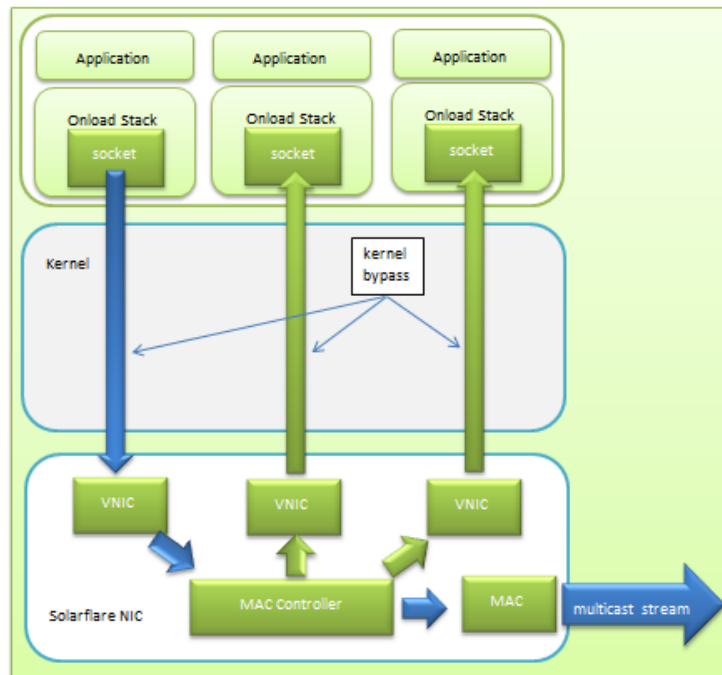 Application
Application
Application
Onload Stack
Onload Stack
Onload Stack
socket
socket
socket
Kernel
kernel
bypass
VNIC
VNIC
VNIC
MAC Controller
MAC
multicast stream
Solarflare NIC